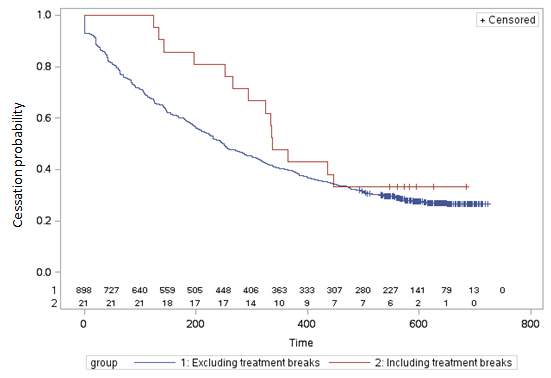 1.0
+ Censored
0.8
0.6
Cessation probability
0.4
0.2
0.0
1 898 727 640 559 505 448 406 363 333 307 280 227 141 79 13 0
2 21 21 21 18 17 17 14 10 9 7 7 6 2 1 0
0 200 400 600 800
Time
group 1: Excluding treatment breaks 2: Including treatment breaks